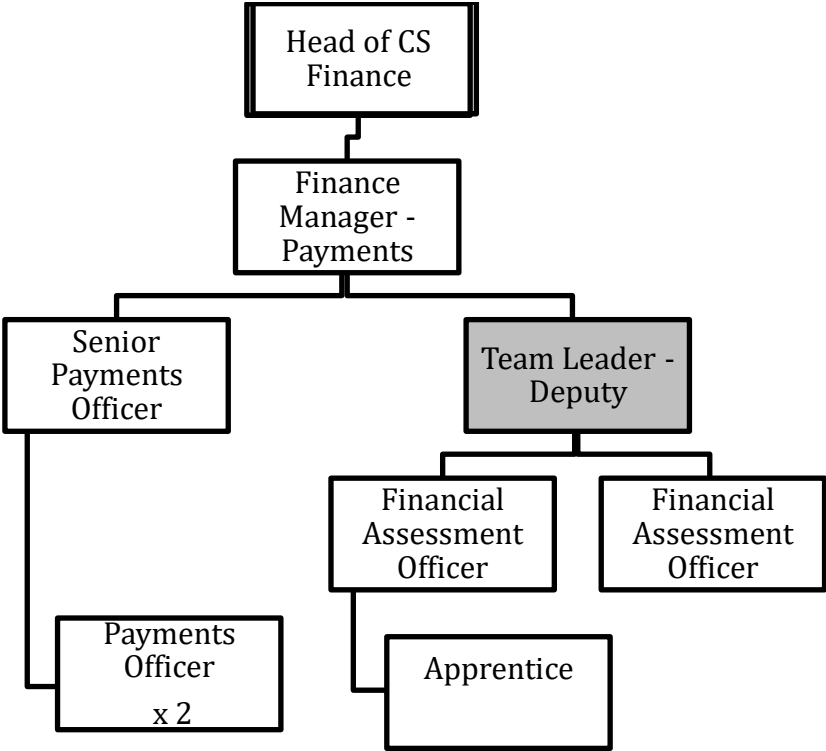 Head of CS
Finance
Finance
Manager -
Payments
Senior
Payments
Officer
Team Leader -
Deputy
Financial
Assessment
Officer
Financial
Assessment
Officer
Payments
Officer
x 2
Apprentice